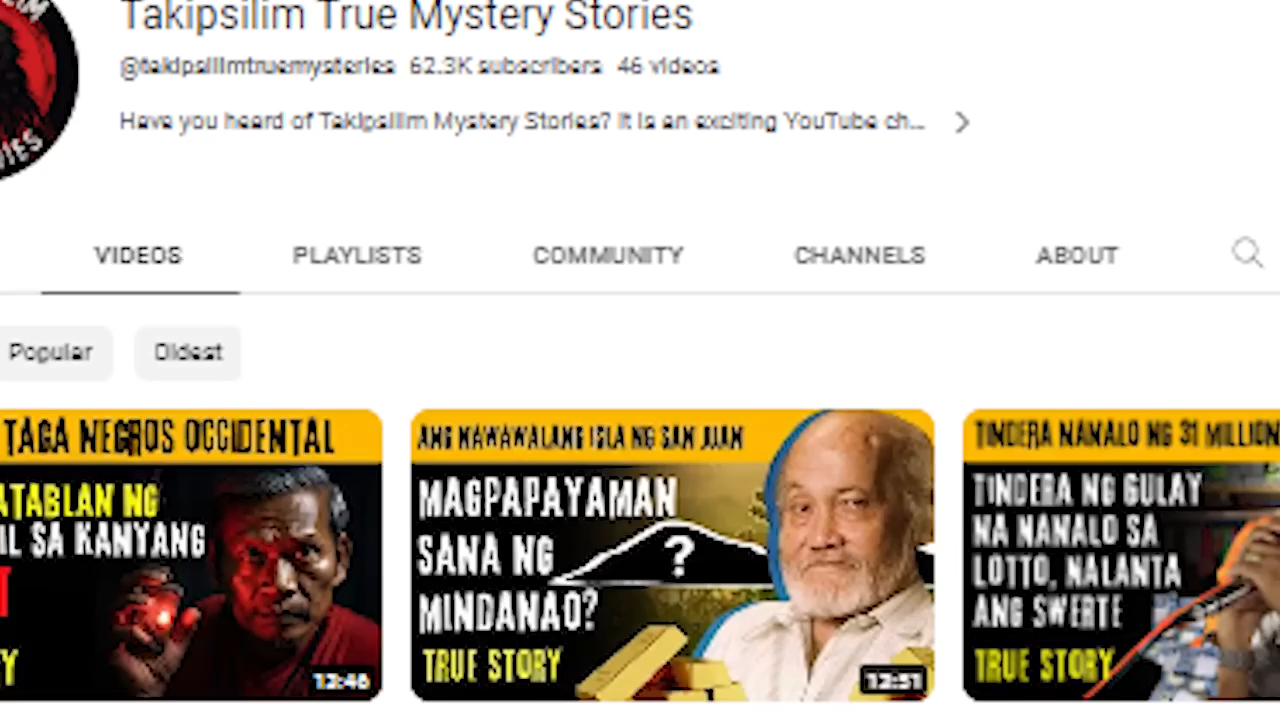 Takipsilim True Mystery Stories
@takipsilimtruemysteries 62.3K subscribers 46 videos
Have you heard of Takipsilim Mystery Stories? It is an exciting YouTube ch...
VIDEOS PLAYLISTS COMMUNITY CHANNELS ABOUT
Popular Oldest
TAGA NEGROS OCCIDENTAL
ATABLAN NG
IL SA KANYANG
T
Y
12:46
ANG NAWAWALANG ISLA NG SAN JUAN
MAGPAPAYAMAN
SANA NG
MINDANAO?
?
TRUE STORY
12:51
TINDERA NANALO NG 31 MILLION
TINDERA NG GULAY
NA NANALO SA
LOTTO, NALANTA
ANG SWERTE
TRUE STORY